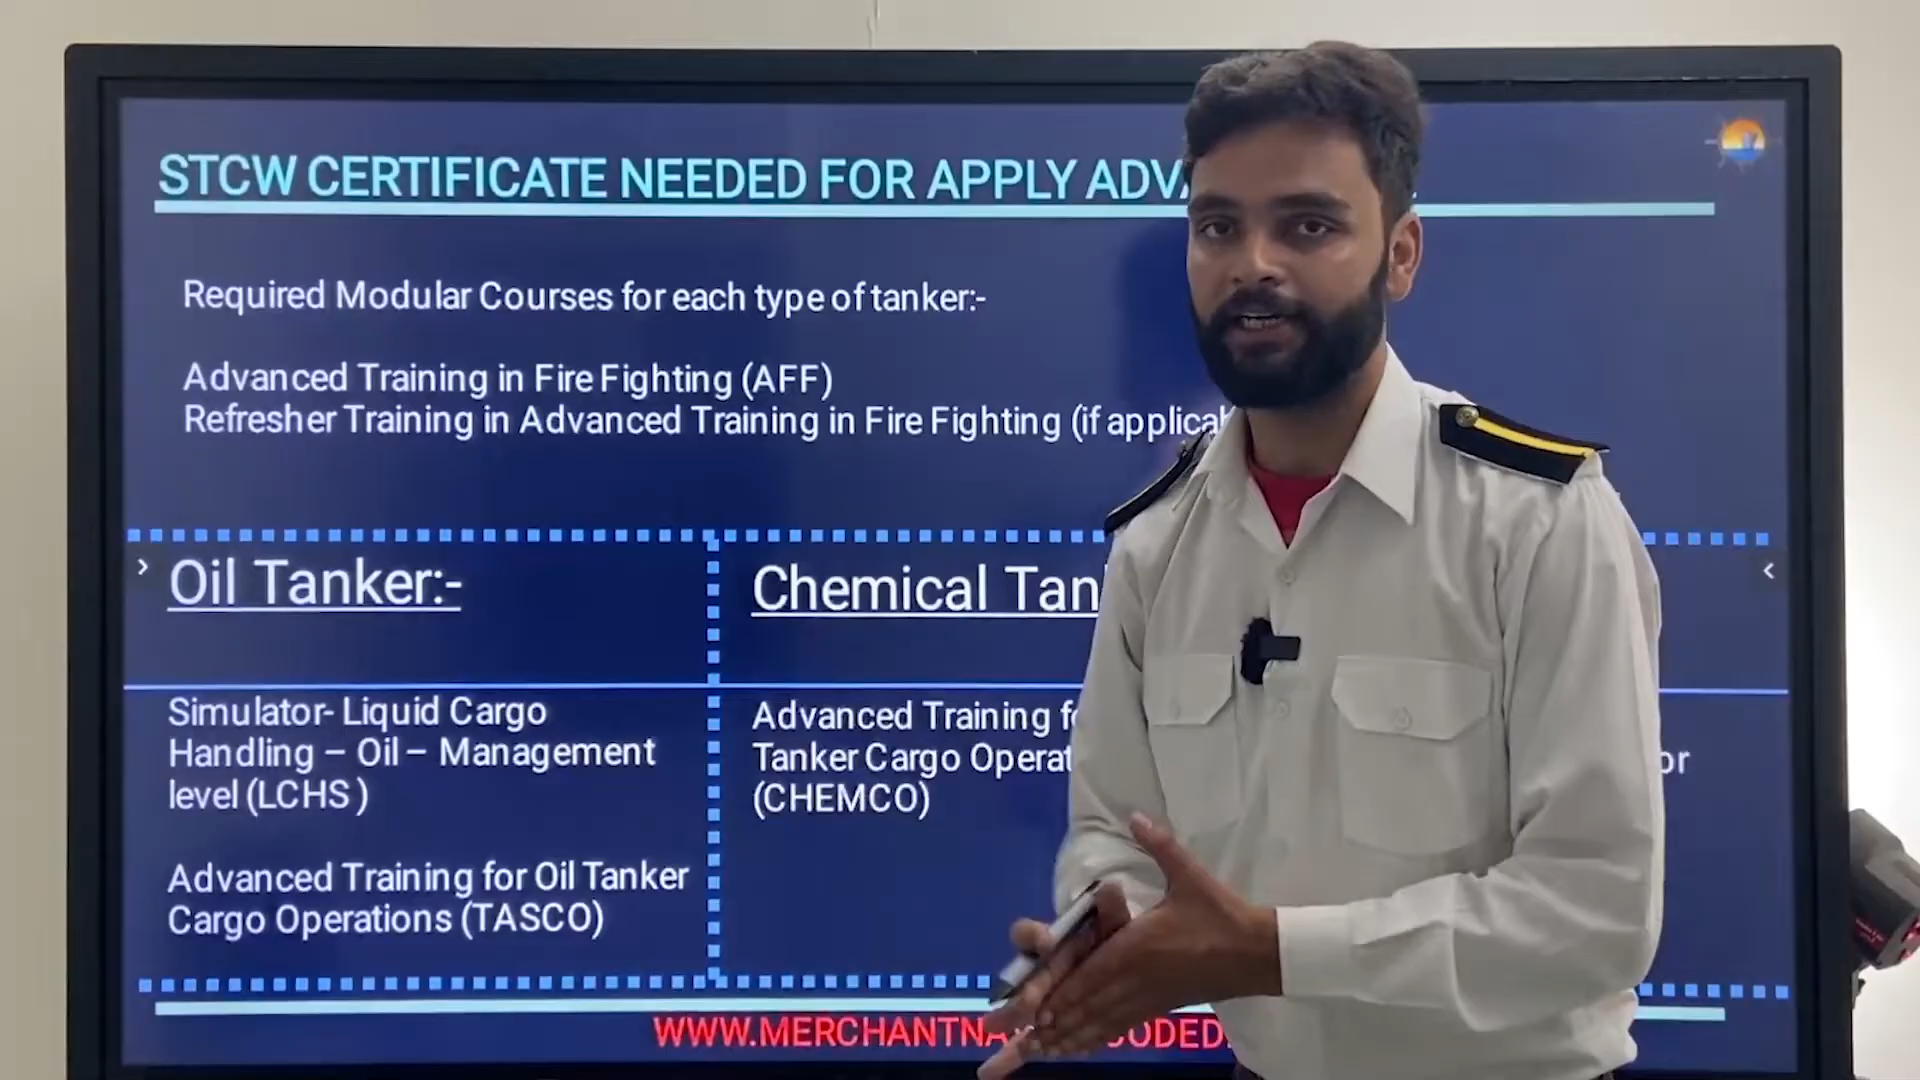 STCW CERTIFICATE NEEDED FOR APPLY
Required Modular Courses for each type of tanker:-
Advanced Training in Fire Fighting (AFF)
Refresher Training in Advanced Training in Fire Fighting (if
Oil Tanker:-
Simulator- Liquid Cargo
Handling – Oil – Management
level (LCHS )
Advanced Training for Oil Tanker
Cargo Operations (TASCO)
Chemical
Advanced Training
Tanker Cargo
(CHEMCO)